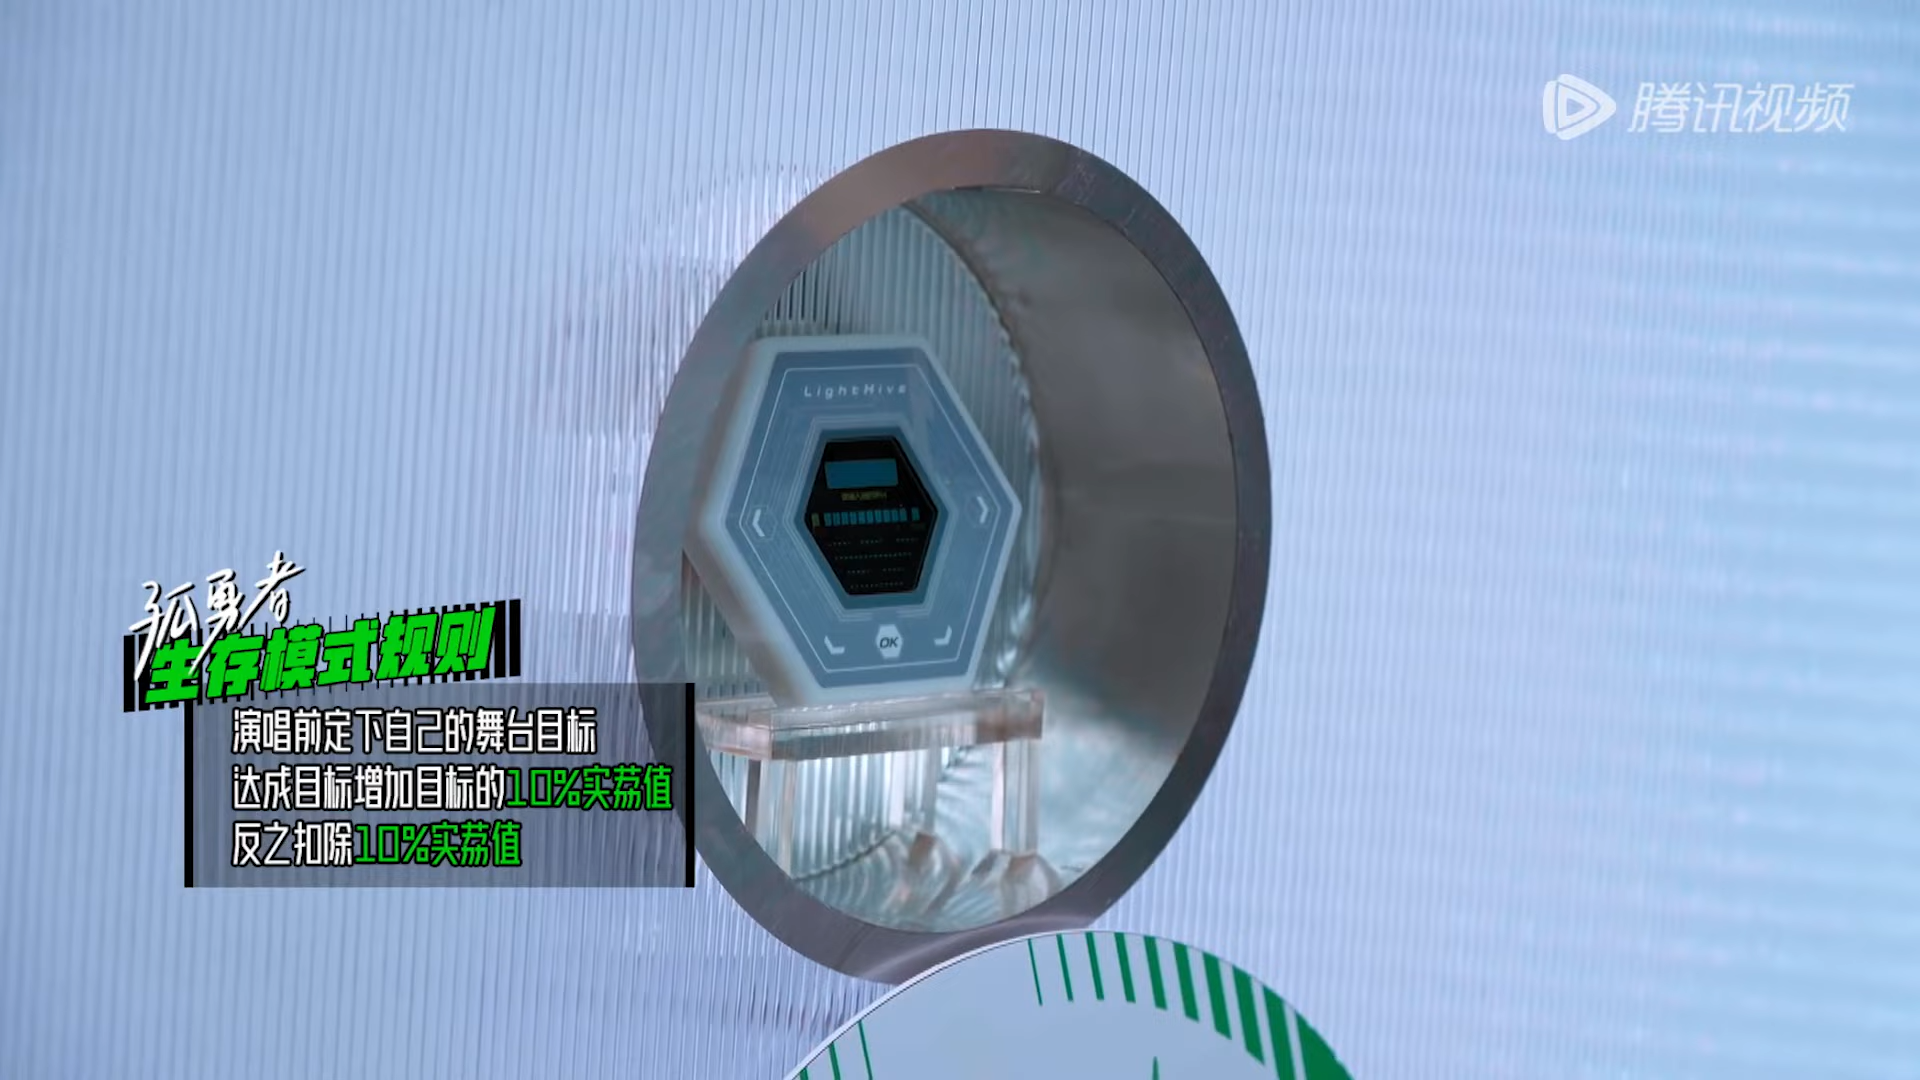 腾讯视频
LightHive
OK
孤勇者
生存模式规则
演唱前定下自己的舞台目标
达成目标增加目标的10%实荔值
反之扣除10%实荔值